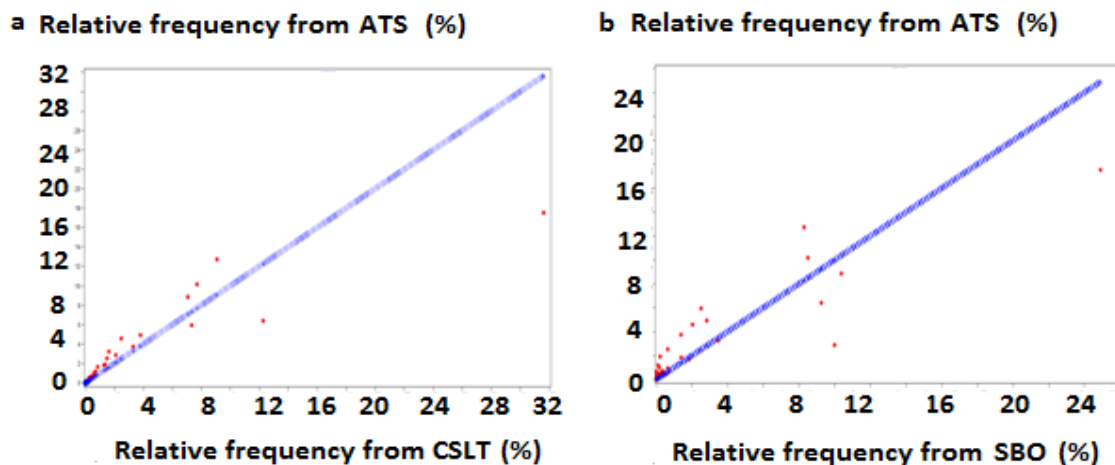 a Relative frequency from ATS (%)
32
28
24
20
16
12
8
4
0
0 4 8 12 16 20 24 28 32
Relative frequency from CSLT (%)
b Relative frequency from ATS (%)
24
20
16
12
8
4
0
0 4 8 12 16 20 24
Relative frequency from SBO (%)